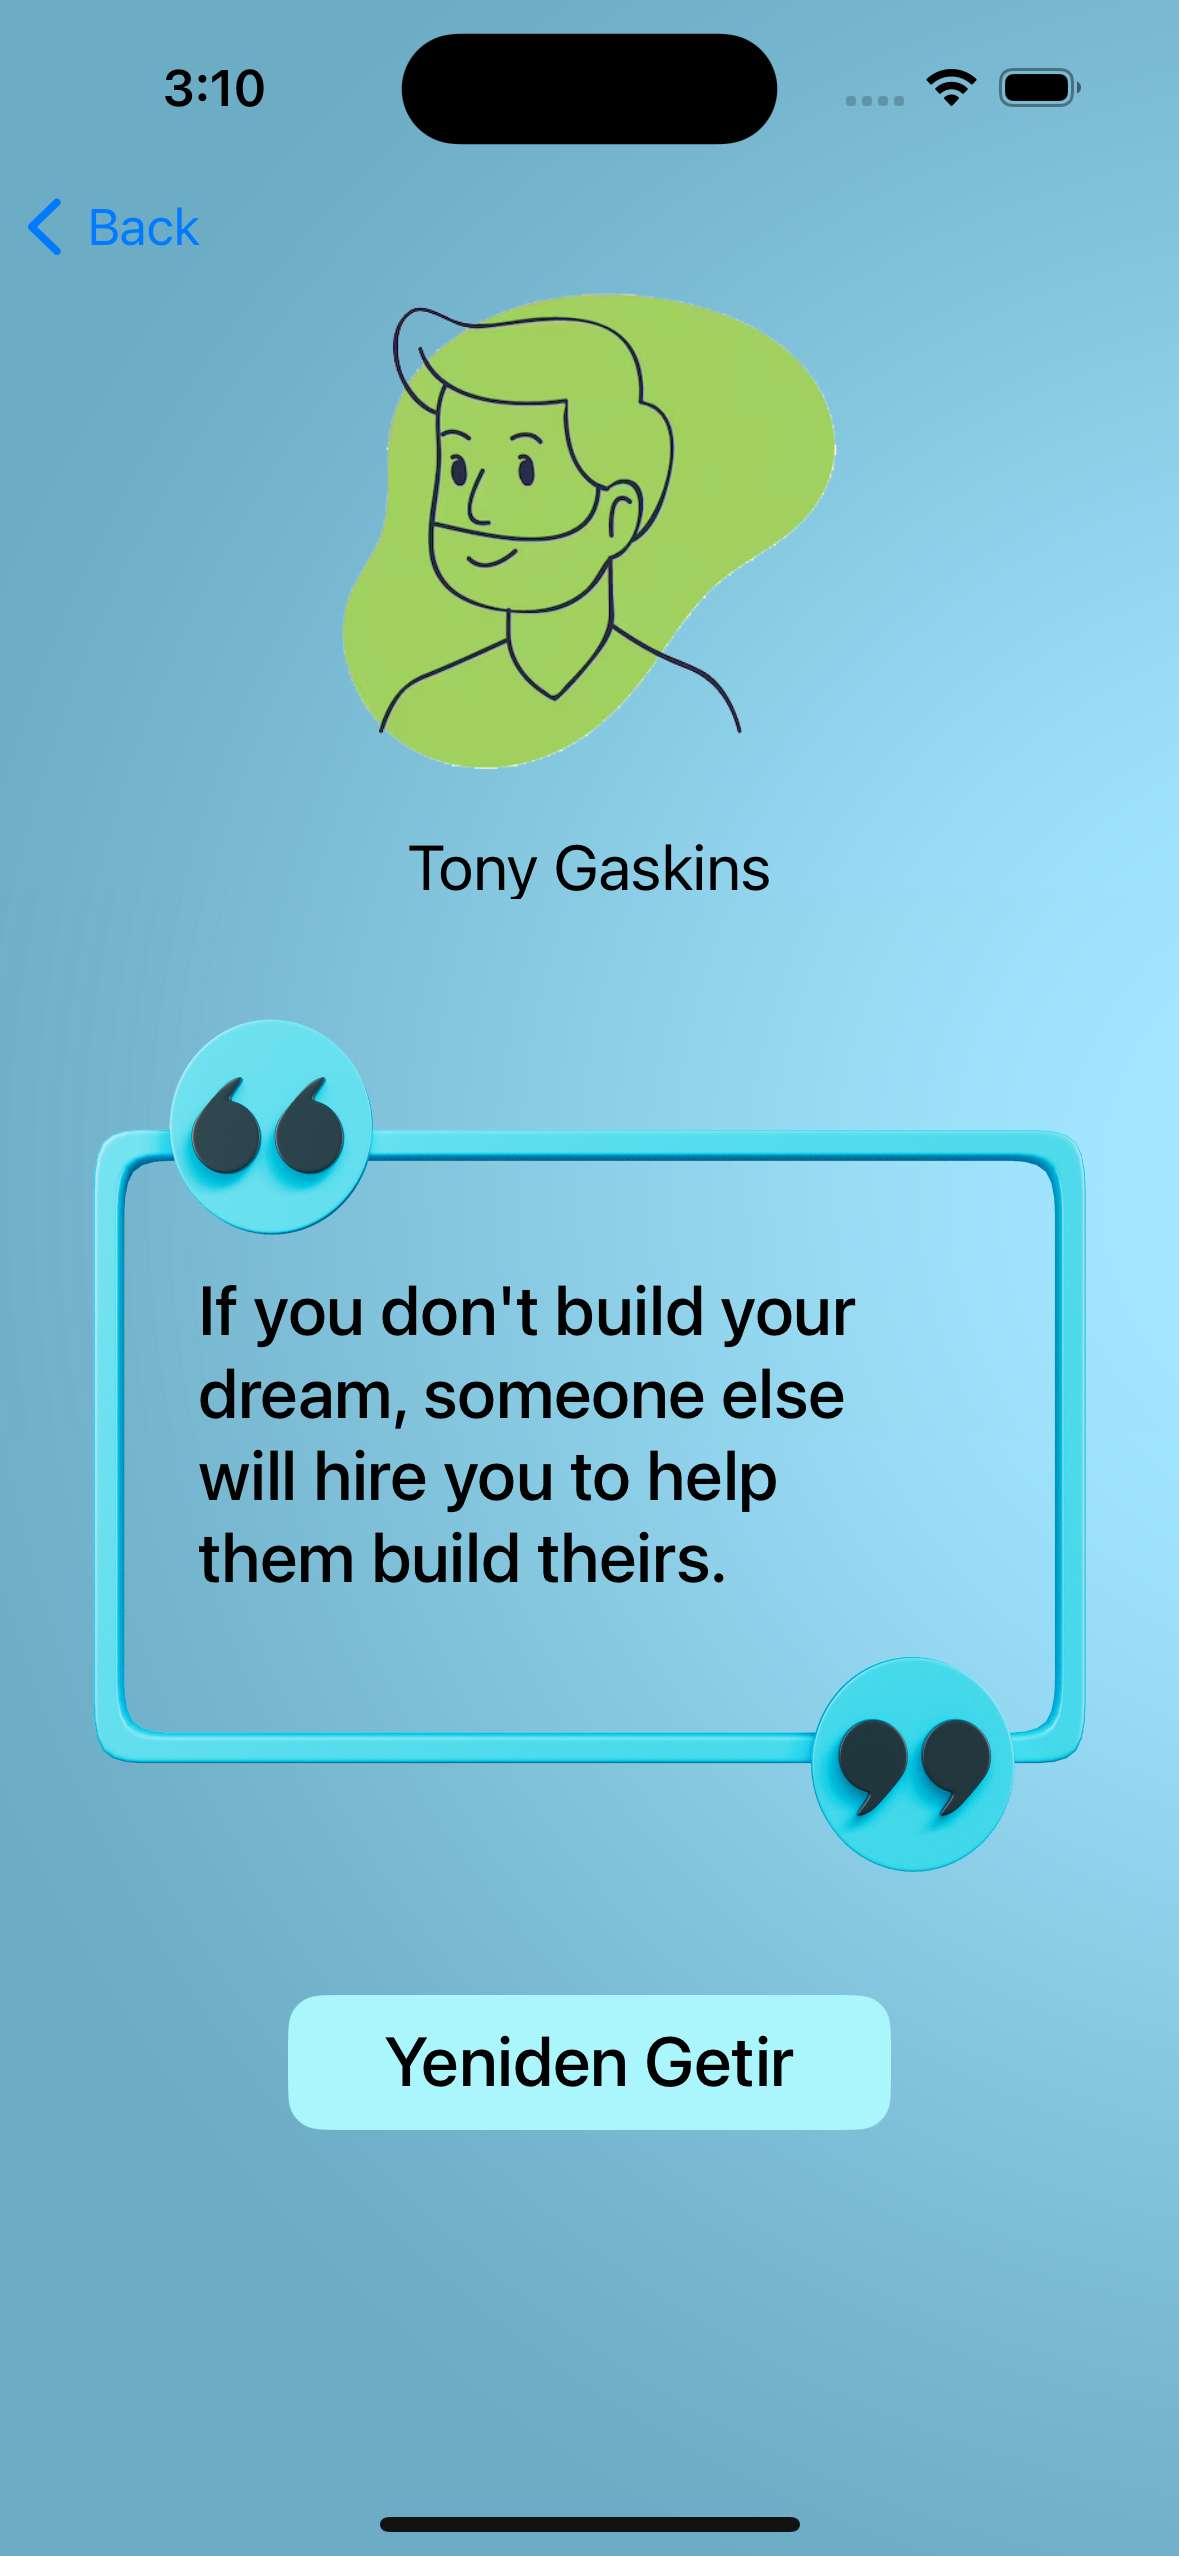 3:10
Back
Tony Gaskins
If you don't build your
dream, someone else
will hire you to help
them build theirs.
Yeniden Getir